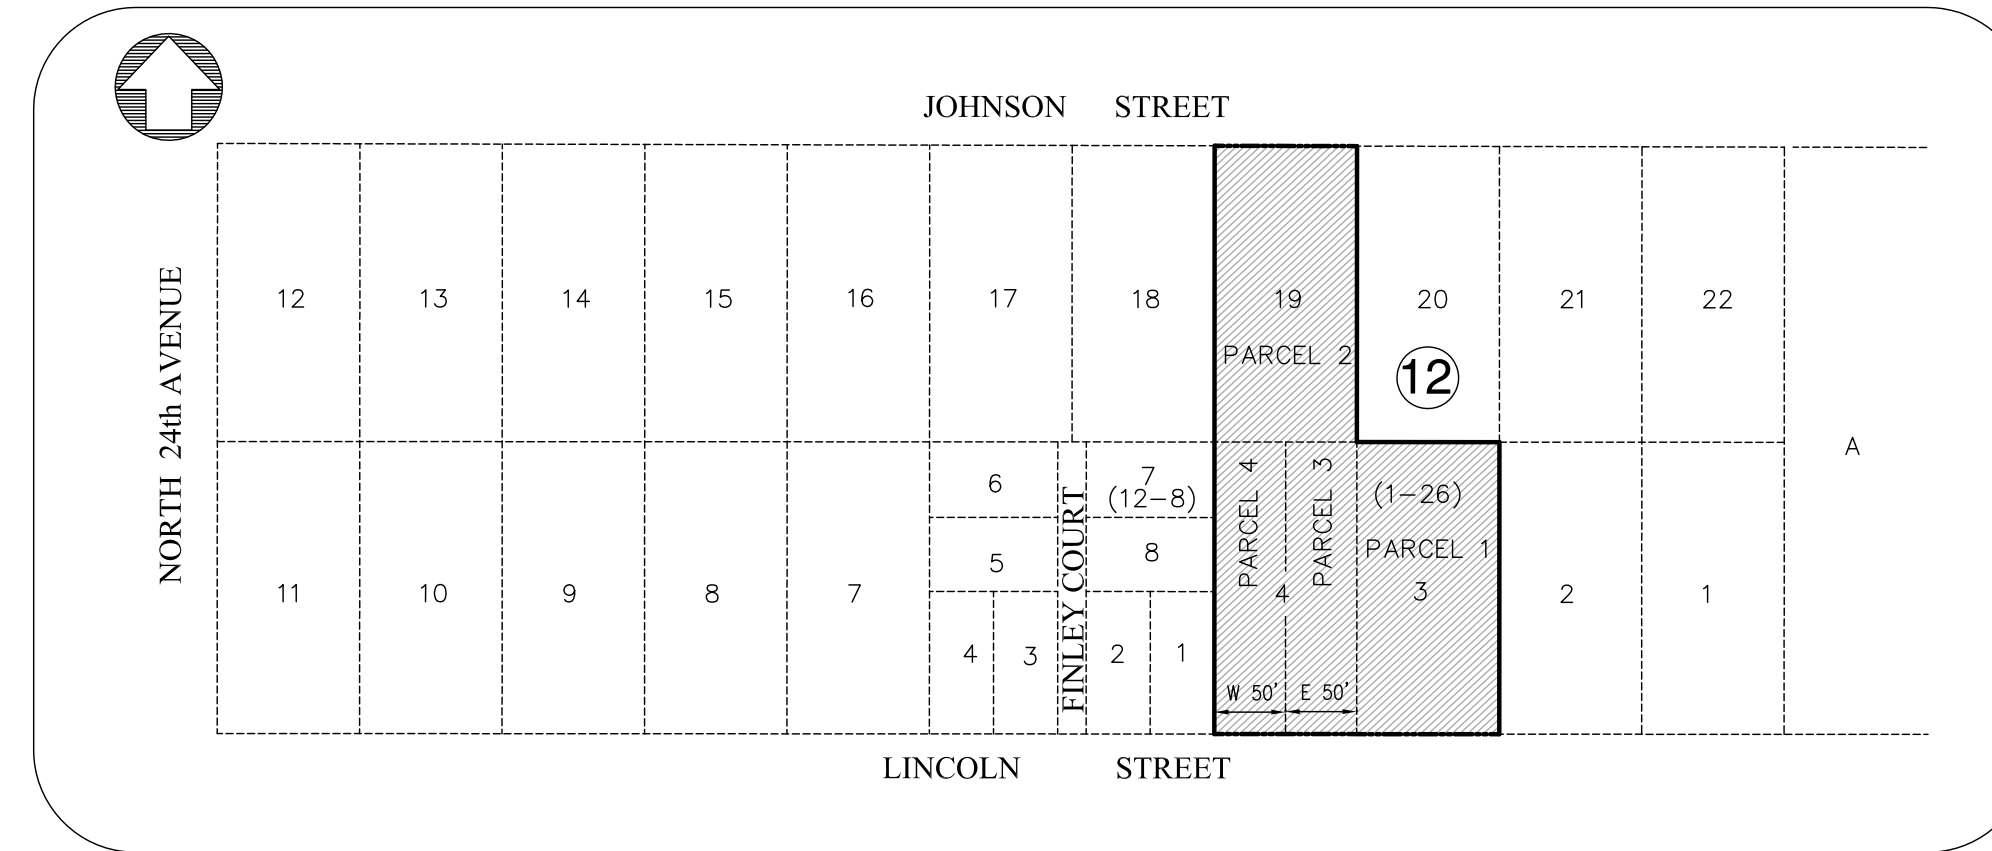 JOHNSON STREET
NORTH 24th AVENUE
12 13 14 15 16 17 18 19 20 21 22
PARCEL 2
12
A
6
7
(12-8)
5
8
11 10 9 8 7
4 3 2 1
FINLEY COURT
PARCEL 4
PARCEL 3
4
(1-26)
PARCEL 1
3
2 1
W 50' E 50'
LINCOLN STREET